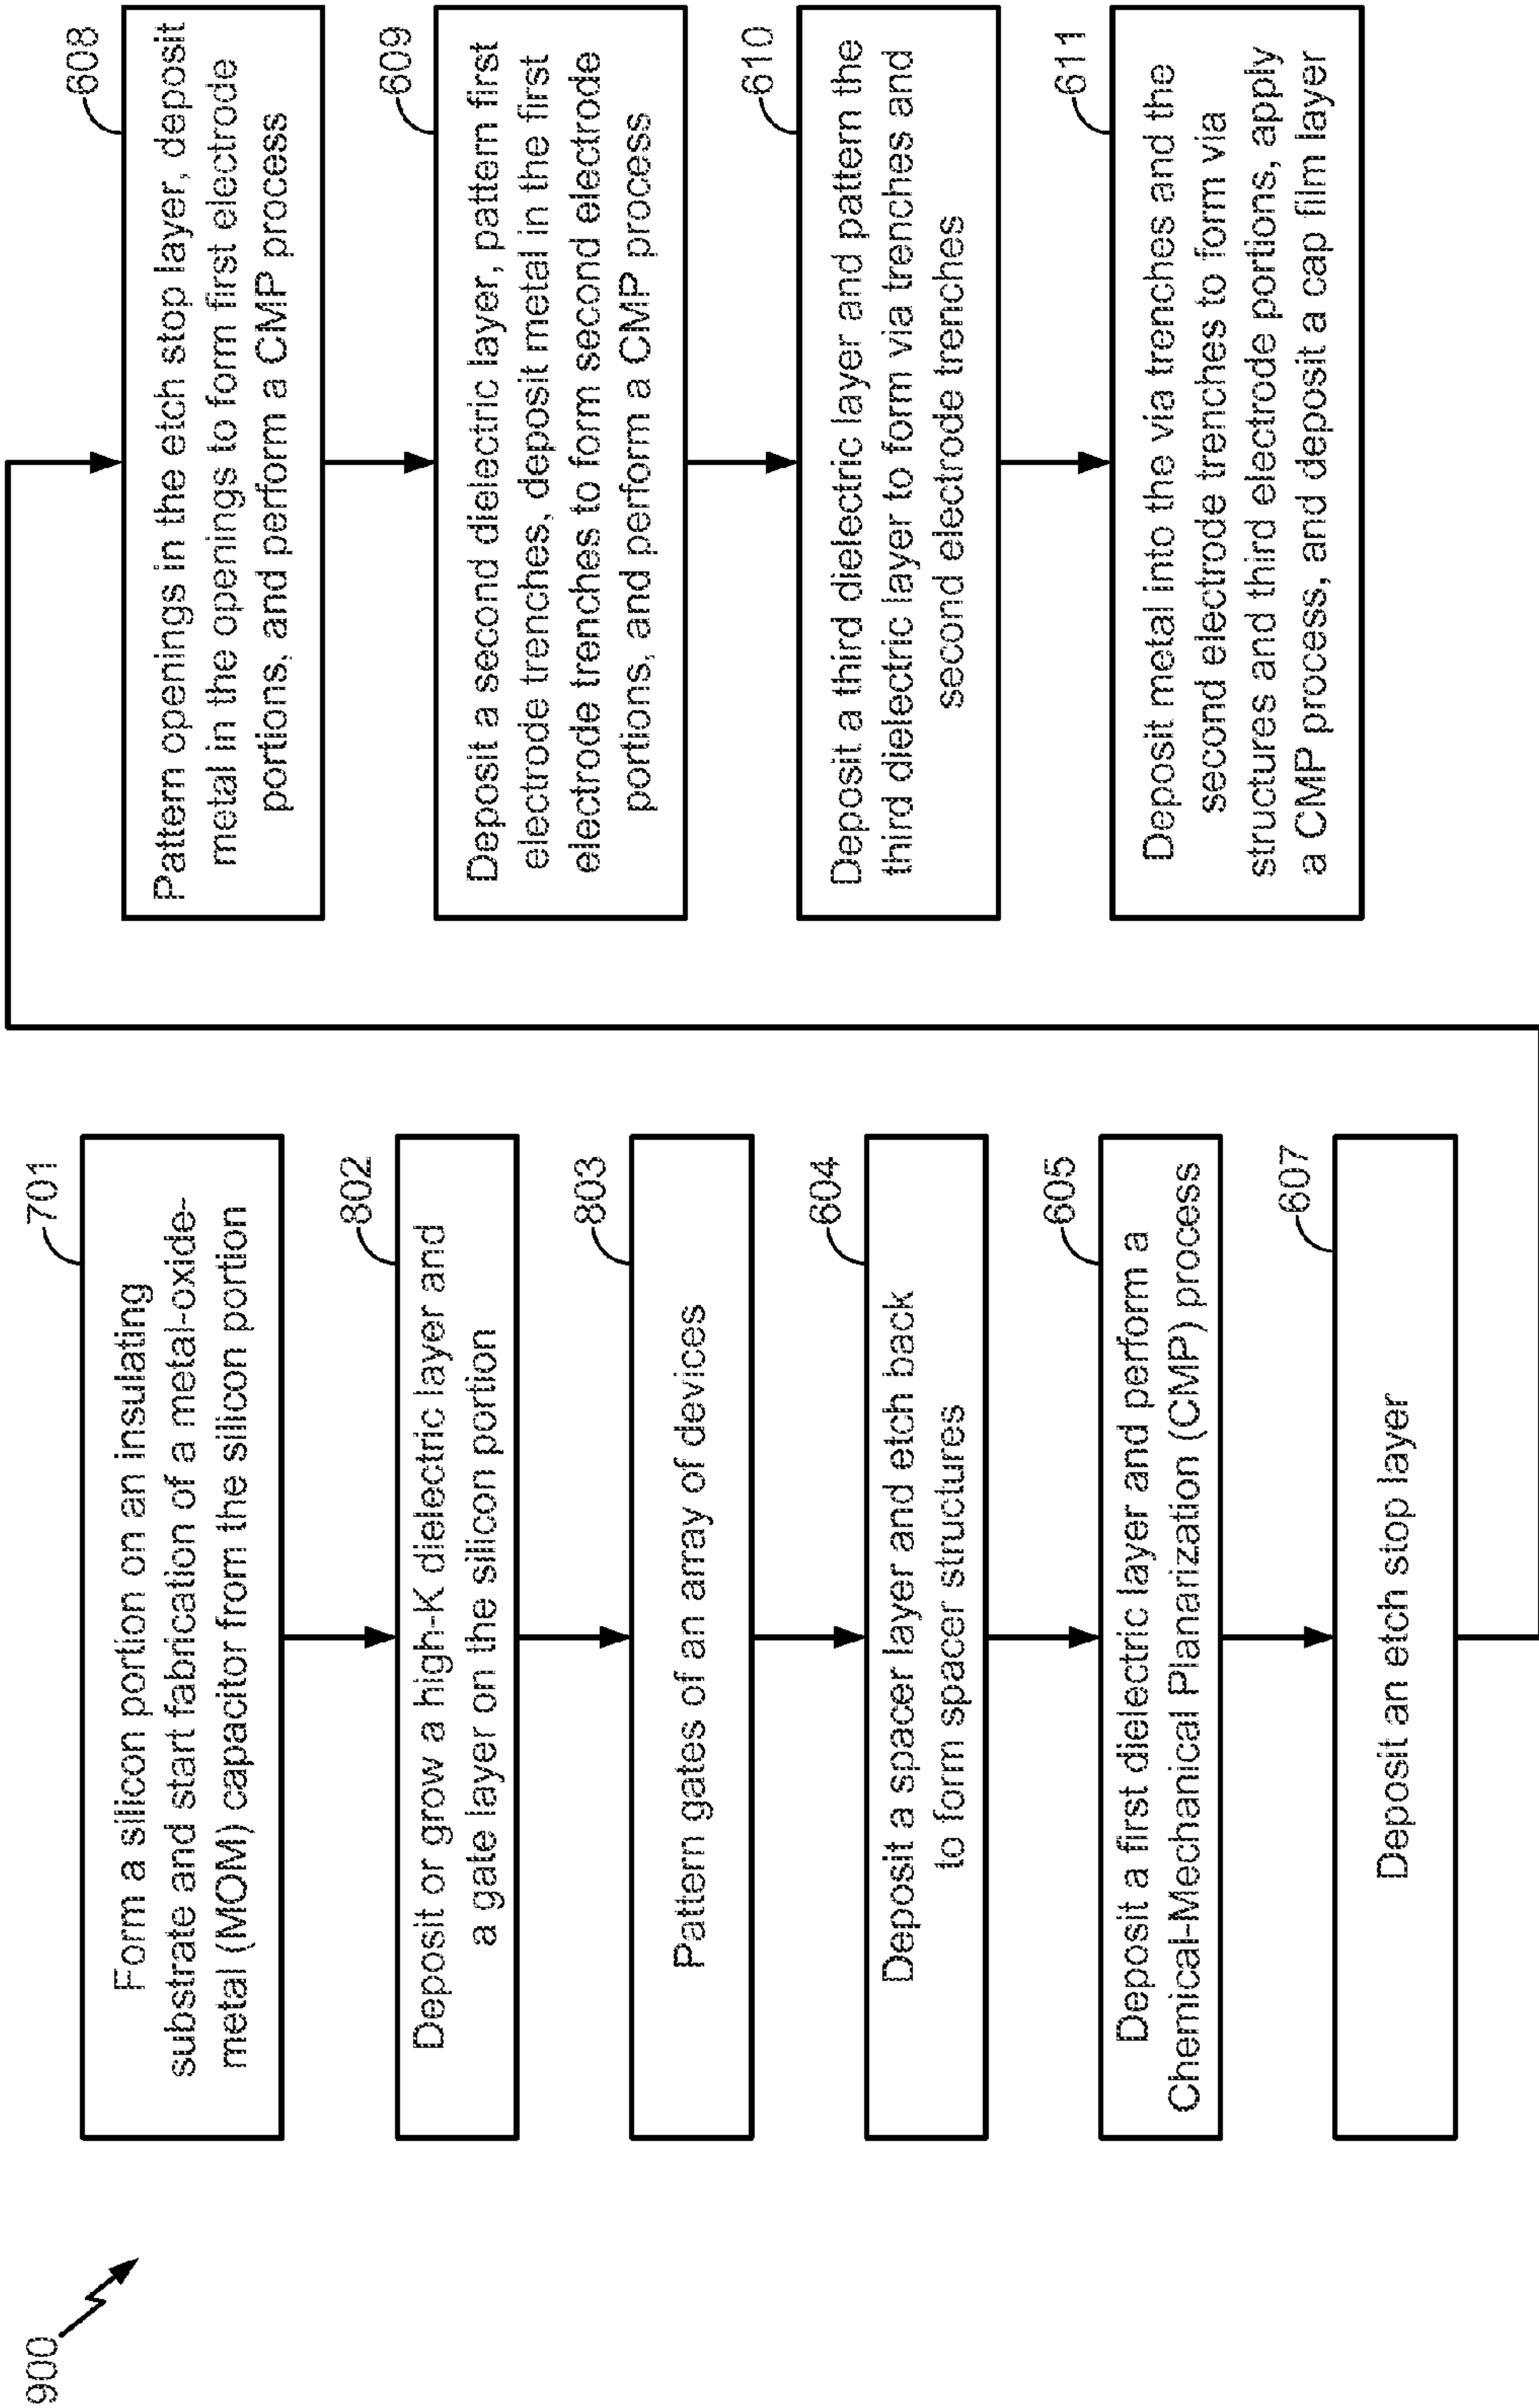 900
701
Form a silicon portion on an insulating
substrate and start fabrication of a metal-oxide-
metal (MOM) capacitor from the silicon portion
802
Deposit or grow a high-K dielectric layer and
a gate layer on the silicon portion
803
Pattern gates of an array of devices
604
Deposit a spacer layer and etch back
to form spacer structures
605
Deposit a first dielectric layer and perform a
Chemical-Mechanical Planarization (CMP) process
607
Deposit an etch stop layer
608
Pattern openings in the etch stop layer, deposit
metal in the openings to form first electrode
portions, and perform a CMP process
609
Deposit a second dielectric layer, pattern first
electrode trenches, deposit metal in the first
electrode trenches to form second electrode
portions, and perform a CMP process
610
Deposit a third dielectric layer and pattern the
third dielectric layer to form via trenches and
second electrode trenches
611
Deposit metal into the via trenches and the
second electrode trenches to form via
structures and third electrode portions, apply
a CMP process, and deposit a cap film layer